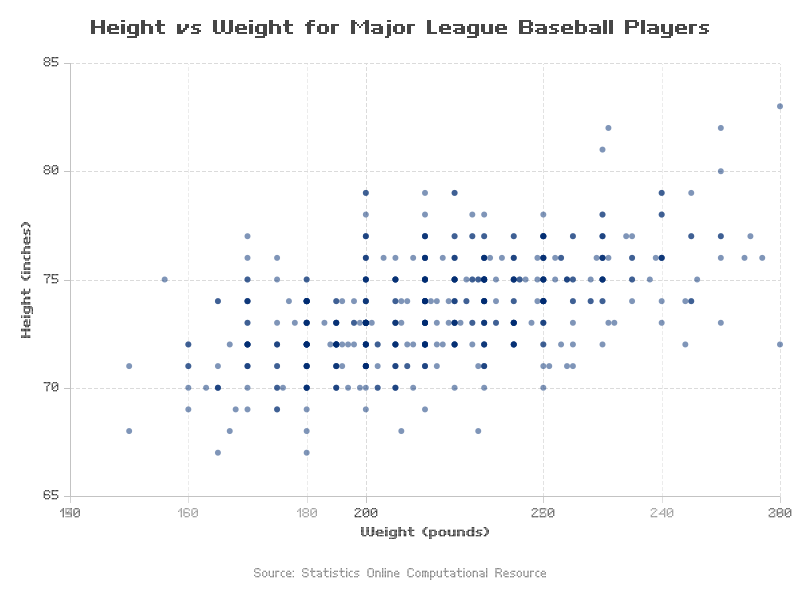 Height vs Weight for Major League Baseball Players
85
80
75
70
65
Height (inches)
160 180 200 240
Weight (pounds)
Source: Statistics Online Computational Resource